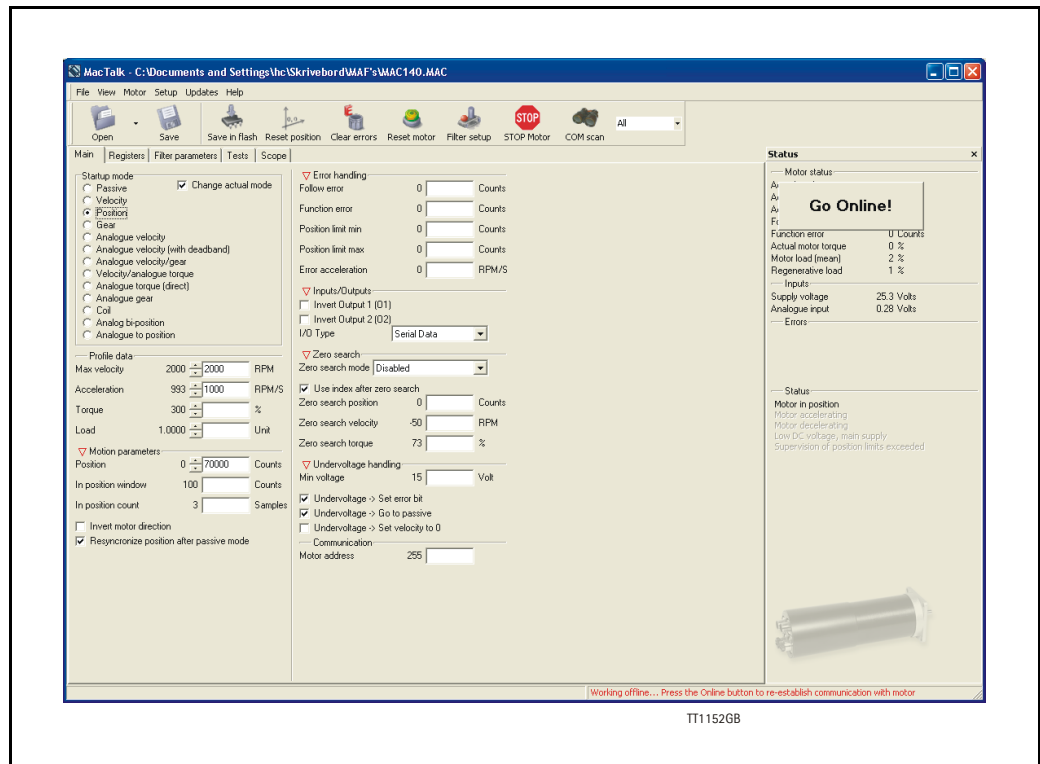 MacTalk - C:\Documents and Settings\hc\Skrivebord\MAF's\MAC140.MAC
File View Motor Setup Updates Help
Open Save Save in flash Reset position Clear errors Reset motor Filter setup STOP Motor COM scan All
STOP
Main Registers Filter parameters Tests Scope
Startup mode
Change actual mode
Passive
Velocity
Position
Gear
Analogue velocity
Analogue velocity (with deadband)
Analogue velocity/gear
Velocity/analogue torque
Analogue torque (direct)
Analogue gear
Coil
Analog bi-position
Analogue to position
Profile data
Max velocity 2000 2000 RPM
Acceleration 993 1000 RPM/S
Torque 300 %
Load 1.0000 Unit
Motion parameters
Position 0 70000 Counts
In position window 100 Counts
In position count 3 Samples
Invert motor direction
Resyncronize position after passive mode
Error handling
Follow error 0 Counts
Function error 0 Counts
Position limit min 0 Counts
Position limit max 0 Counts
Error acceleration 0 RPM/S
Inputs/Outputs
Invert Output 1 (O1)
Invert Output 2 (O2)
I/O Type Serial Data
Zero search
Zero search mode Disabled
Use index after zero search
Zero search position 0 Counts
Zero search velocity -50 RPM
Zero search torque 73 %
Undervoltage handling
Min voltage 15 Volt
Undervoltage -> Set error bit
Undervoltage -> Go to passive
Undervoltage -> Set velocity to 0
Communication
Motor address 255
Status x
Motor status
Go Online!
Function error 0 Counts
Actual motor torque 0 %
Motor load (mean) 2 %
Regenerative load 1 %
Inputs
Supply voltage 25.3 Volts
Analogue input 0.28 Volts
Errors
Status
Motor in position
Motor accelerating
Motor decelerating
Low DC voltage, main supply
Supervision of position limits exceeded
Working offline... Press the Online button to re-establish communication with motor
TT1152GB